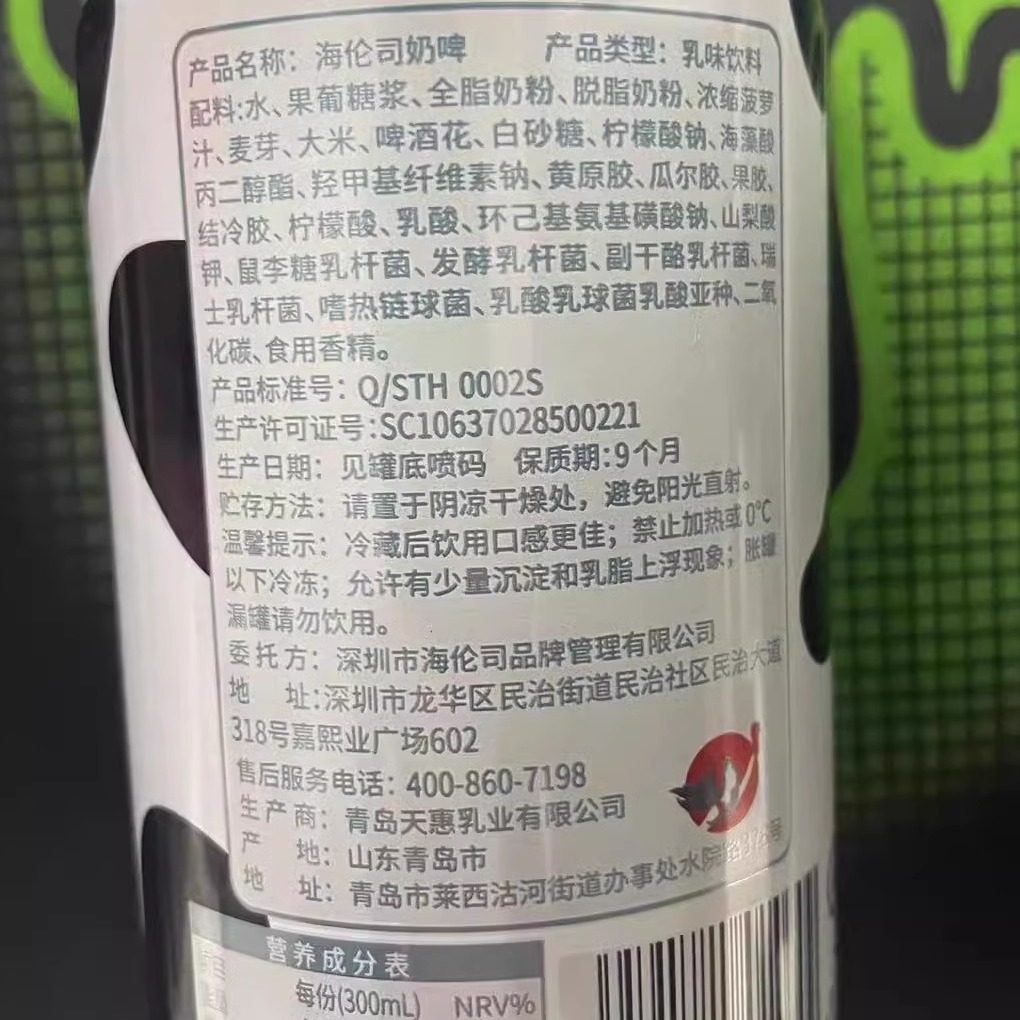 产品名称：海伦司奶啤 产品类型：乳味饮料
配料:水、果葡糖浆、全脂奶粉、脱脂奶粉、浓缩菠萝
汁、麦芽、大米、啤酒花、白砂糖、柠檬酸钠、海藻酸
丙二醇酯、羟甲基纤维素钠、黄原胶、瓜尔胶、果胶、
结冷胶、柠檬酸、乳酸、环己基氨基磺酸钠、山梨酸
钾、鼠李糖乳杆菌、发酵乳杆菌、副干酪乳杆菌、瑞
士乳杆菌、嗜热链球菌、乳酸乳球菌乳酸亚种、二氧
化碳、食用香精。
产品标准号：Q/STH 0002S
生产许可证号:SC10637028500221
生产日期：见罐底喷码 保质期:9个月
贮存方法：请置于阴凉干燥处，避免阳光直射。
温馨提示：冷藏后饮用口感更佳；禁止加热或0℃
以下冷冻；允许有少量沉淀和乳脂上浮现象；胀罐
漏罐请勿饮用。
委托方：深圳市海伦司品牌管理有限公司
地 址:深圳市龙华区民治街道民治社区民治大道
318号嘉熙业广场602
售后服务电话：400-860-7198
生产商：青岛天惠乳业有限公司
产 地：山东青岛市
地 址：青岛市莱西沽河街道办事处水院路376号
营养成分表
每份(300mL) NRV%